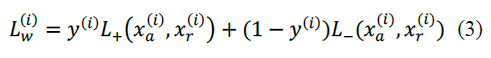 $L_w^{(i)} = y^{(i)} L_+(x_a^{(i)}, x_r^{(i)}) + (1 - y^{(i)}) L_-(x_a^{(i)}, x_r^{(i)})$ (3)